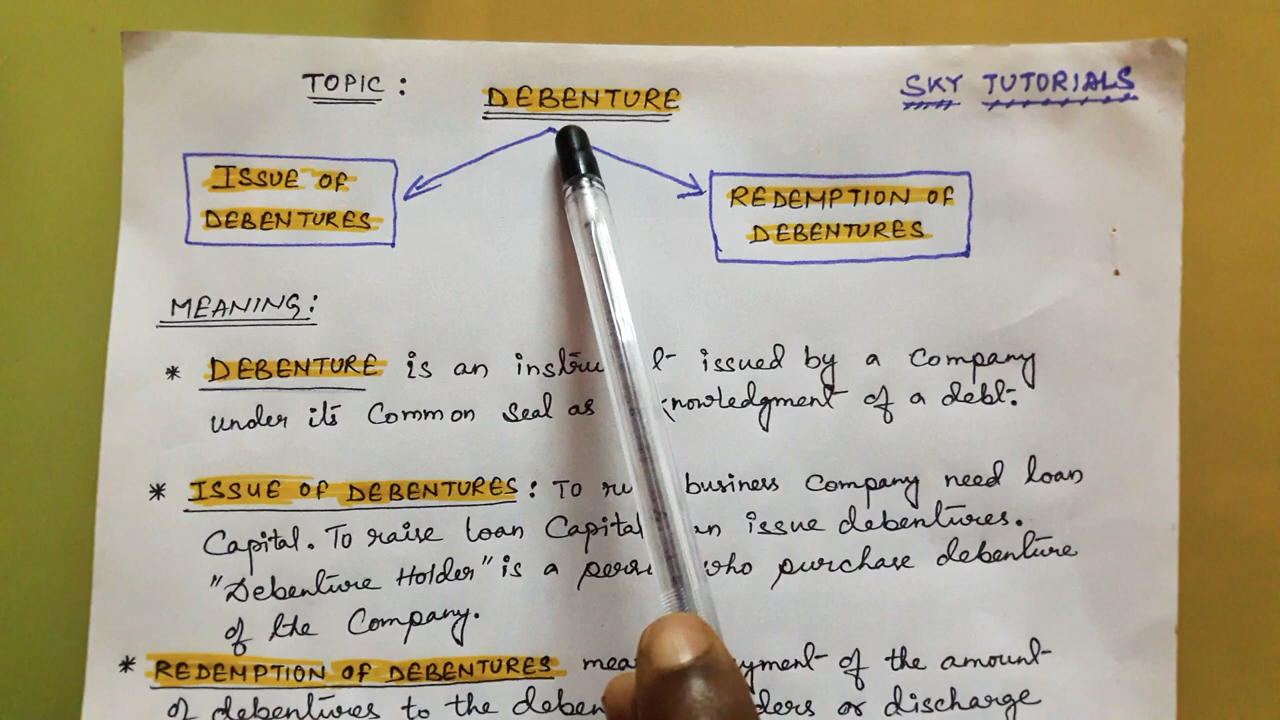 TOPIC : DEBENTURE
SKY TUTORIALS
ISSUE OF
DEBENTURES
REDEMPTION OF
DEBENTURES
MEANING:
* DEBENTURE is an issued by a Company
under its Common Seal as of a debt.
* ISSUE OF DEBENTURES: To business Company need loan
Capital. To raise loan Capital issue debentures.
"Debenture Holder" is a who purchase debenture
of the Company.
* REDEMPTION OF DEBENTURES of the amount
of debentures to the or discharge